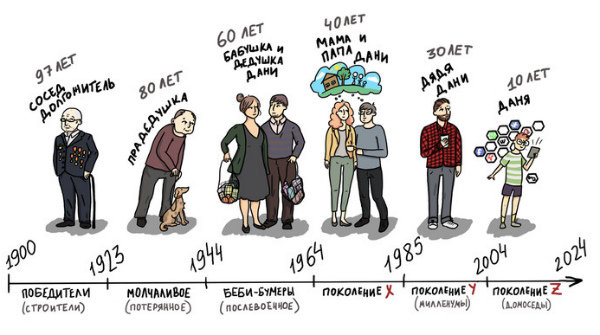 97 ЛЕТ
СОСЕД
ДОЛГОЖИТЕЛЬ
80 ЛЕТ
ПРАДЕДУШКА
60 ЛЕТ
БАБУШКА И
ДЕДУШКА
ДАНИ
40 ЛЕТ
МАМА И
ПАПА
ДАНИ
30 ЛЕТ
ДЯДЯ
ДАНИ
10 ЛЕТ
ДАНЯ
1900
1923
1944
1964
1985
2004
2024
ПОБЕДИТЕЛИ
(СТРОИТЕЛИ)
МОЛЧАЛИВОЕ
(ПОТЕРЯННОЕ)
БЕБИ-БУМЕРЫ
(ПОСЛЕВОЕННОЕ)
ПОКОЛЕНИЕ X
ПОКОЛЕНИЕ Y
(МИЛЛЕНИУМЫ)
ПОКОЛЕНИЕ Z
(ДОМОСЕДЫ)